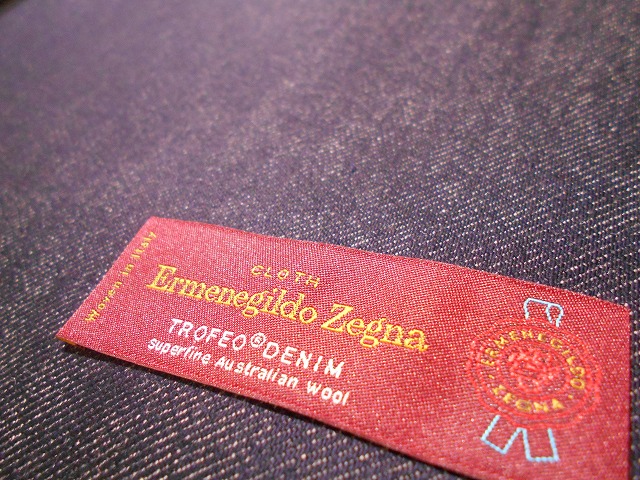 Woven in Italy
CLOTH
Ermenegildo Zegna
TROFEO® DENIM
Superfine Australian Wool
ERMENEGILDO
ZEGNA